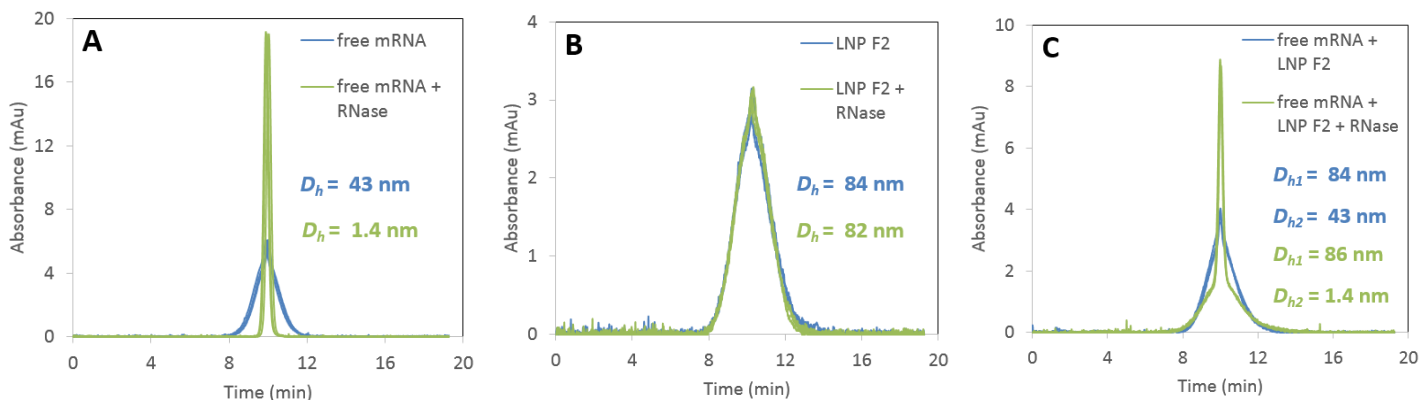 A
free mRNA
free mRNA +
RNase
D_h = 43 nm
D_h = 1.4 nm
Absorbance (mAu)
20
16
12
8
4
0
0 4 8 12 16 20
Time (min)
B
LNP F2
LNP F2 +
RNase
D_h = 84 nm
D_h = 82 nm
Absorbance (mAu)
4
3
2
1
0
0 4 8 12 16 20
Time (min)
C
free mRNA +
LNP F2
free mRNA +
LNP F2 + RNase
D_h1 = 84 nm
D_h2 = 43 nm
D_h1 = 86 nm
D_h2 = 1.4 nm
Absorbance (mAu)
10
8
6
4
2
0
0 4 8 12 16 20
Time (min)